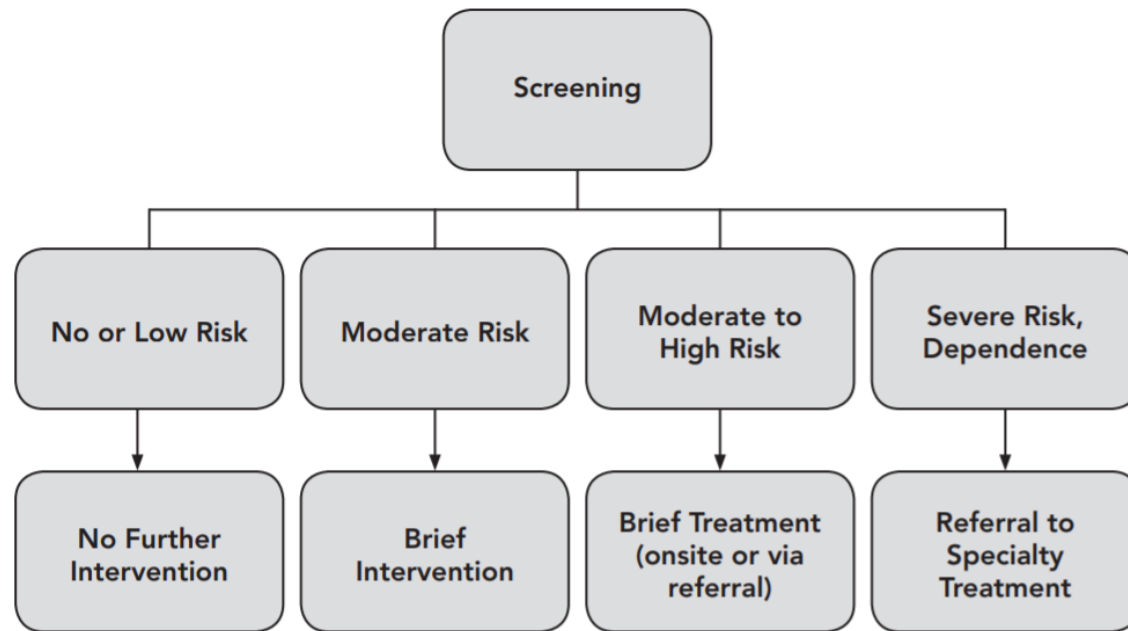 Screening
No or Low Risk
Moderate Risk
Moderate to
High Risk
Severe Risk,
Dependence
No Further
Intervention
Brief
Intervention
Brief Treatment
(onsite or via
referral)
Referral to
Specialty
Treatment